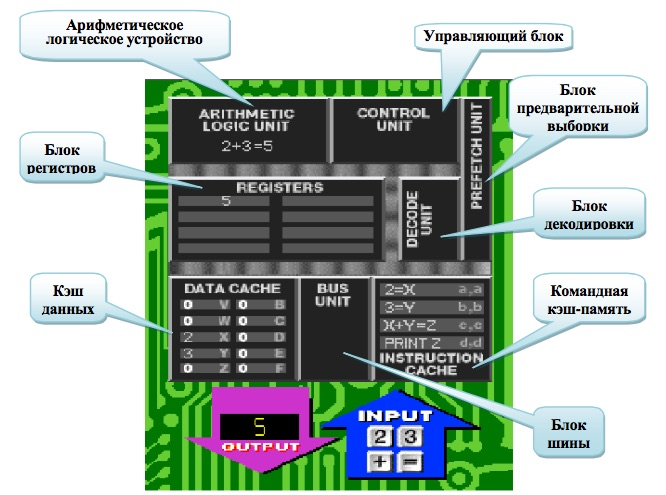 Арифметическое
логическое устройство
Управляющий блок
Блок
предварительной
выборки
Блок
регистров
Блок
декодировки
Кэш
данных
Командная
кэш-память
Блок
шины
ARITHMETIC
LOGIC UNIT
2+3=5
CONTROL
UNIT
PREFETCH UNIT
REGISTERS
5
DECODE
UNIT
DATA CACHE
0 V 0 B
0 W 0 C
2 X 0 D
3 Y 0 E
0 Z 0 F
BUS
UNIT
2=X a,a
3=Y b,b
X+Y=Z c,c
PRINT Z d,d
INSTRUCTION
CACHE
5
OUTPUT
INPUT
2 3
+ =